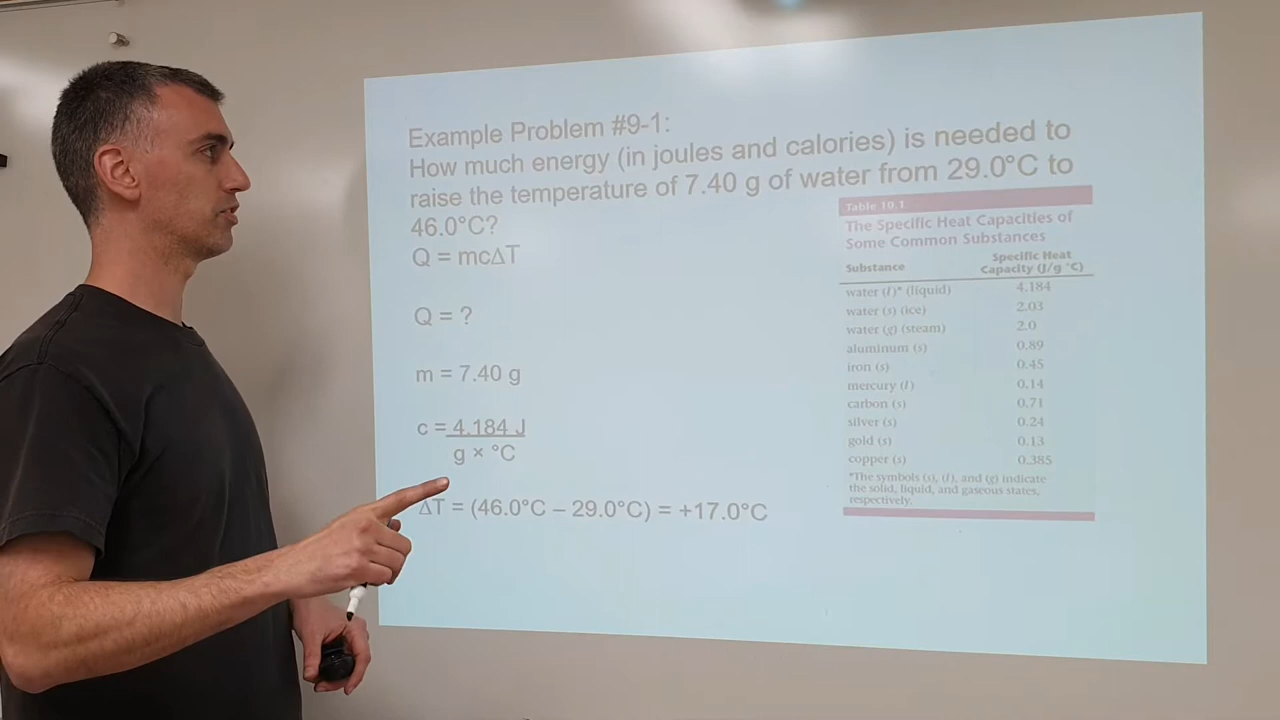 Example Problem #9-1:
How much energy (in joules and calories) is needed to
raise the temperature of 7.40 g of water from 29.0°C to
46.0°C?
Q = mcΔT
Q = ?
m = 7.40 g
c = 4.184 J
g × °C
ΔT = (46.0°C – 29.0°C) = +17.0°C
Table 10.1
The Specific Heat Capacities of
Some Common Substances
Substance
Specific Heat
Capacity (J/g °C)
water (ℓ)* (liquid) 4.184
water (s) (ice) 2.03
water (g) (steam) 2.0
aluminum (s) 0.89
iron (s) 0.45
mercury (ℓ) 0.14
carbon (s) 0.71
silver (s) 0.24
gold (s) 0.13
copper (s) 0.385
*The symbols (s), (ℓ), and (g) indicate
the solid, liquid, and gaseous states,
respectively.